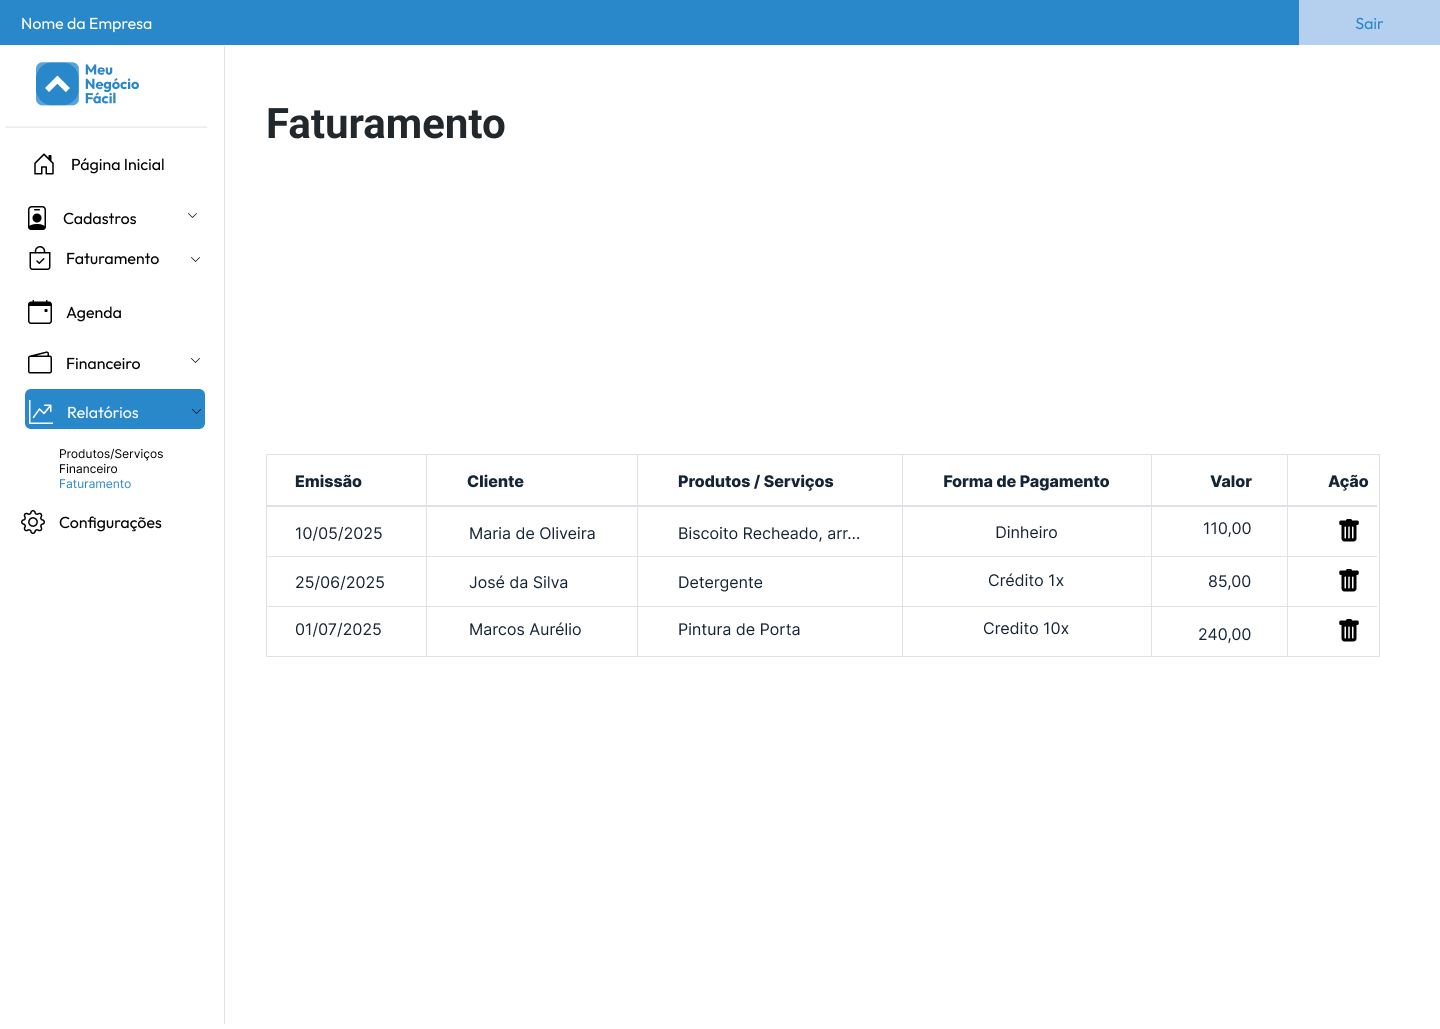 Nome da Empresa
Sair
Meu
Negócio
Fácil
Página Inicial
Cadastros
Faturamento
Agenda
Financeiro
Relatórios
Produtos/Serviços
Financeiro
Faturamento
Configurações
Faturamento
Emissão Cliente Produtos / Serviços Forma de Pagamento Valor Ação
10/05/2025 Maria de Oliveira Biscoito Recheado, arr... Dinheiro 110,00
25/06/2025 José da Silva Detergente Crédito 1x 85,00
01/07/2025 Marcos Aurélio Pintura de Porta Credito 10x 240,00